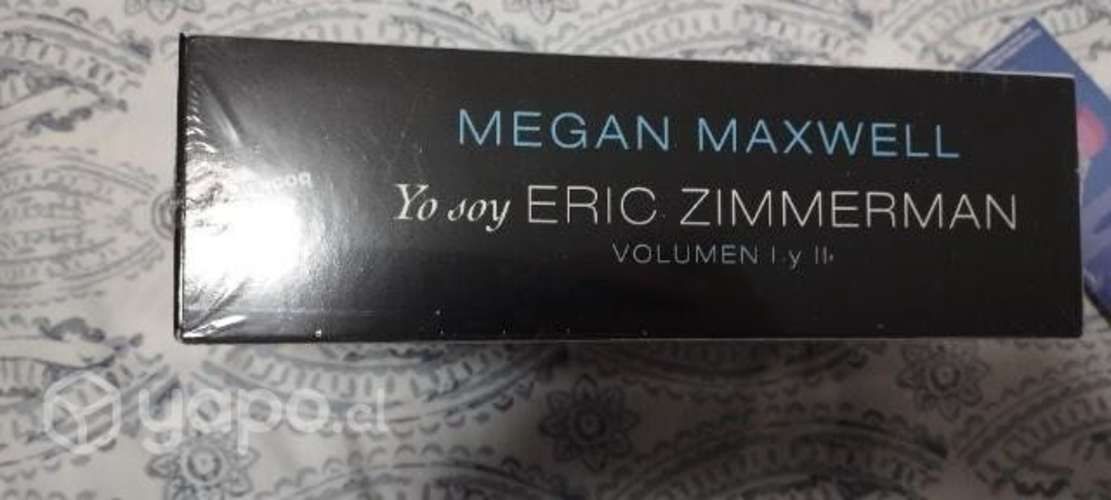 MEGAN MAXWELL
Yo soy ERIC ZIMMERMAN
VOLUMEN I y II
yapo.cl